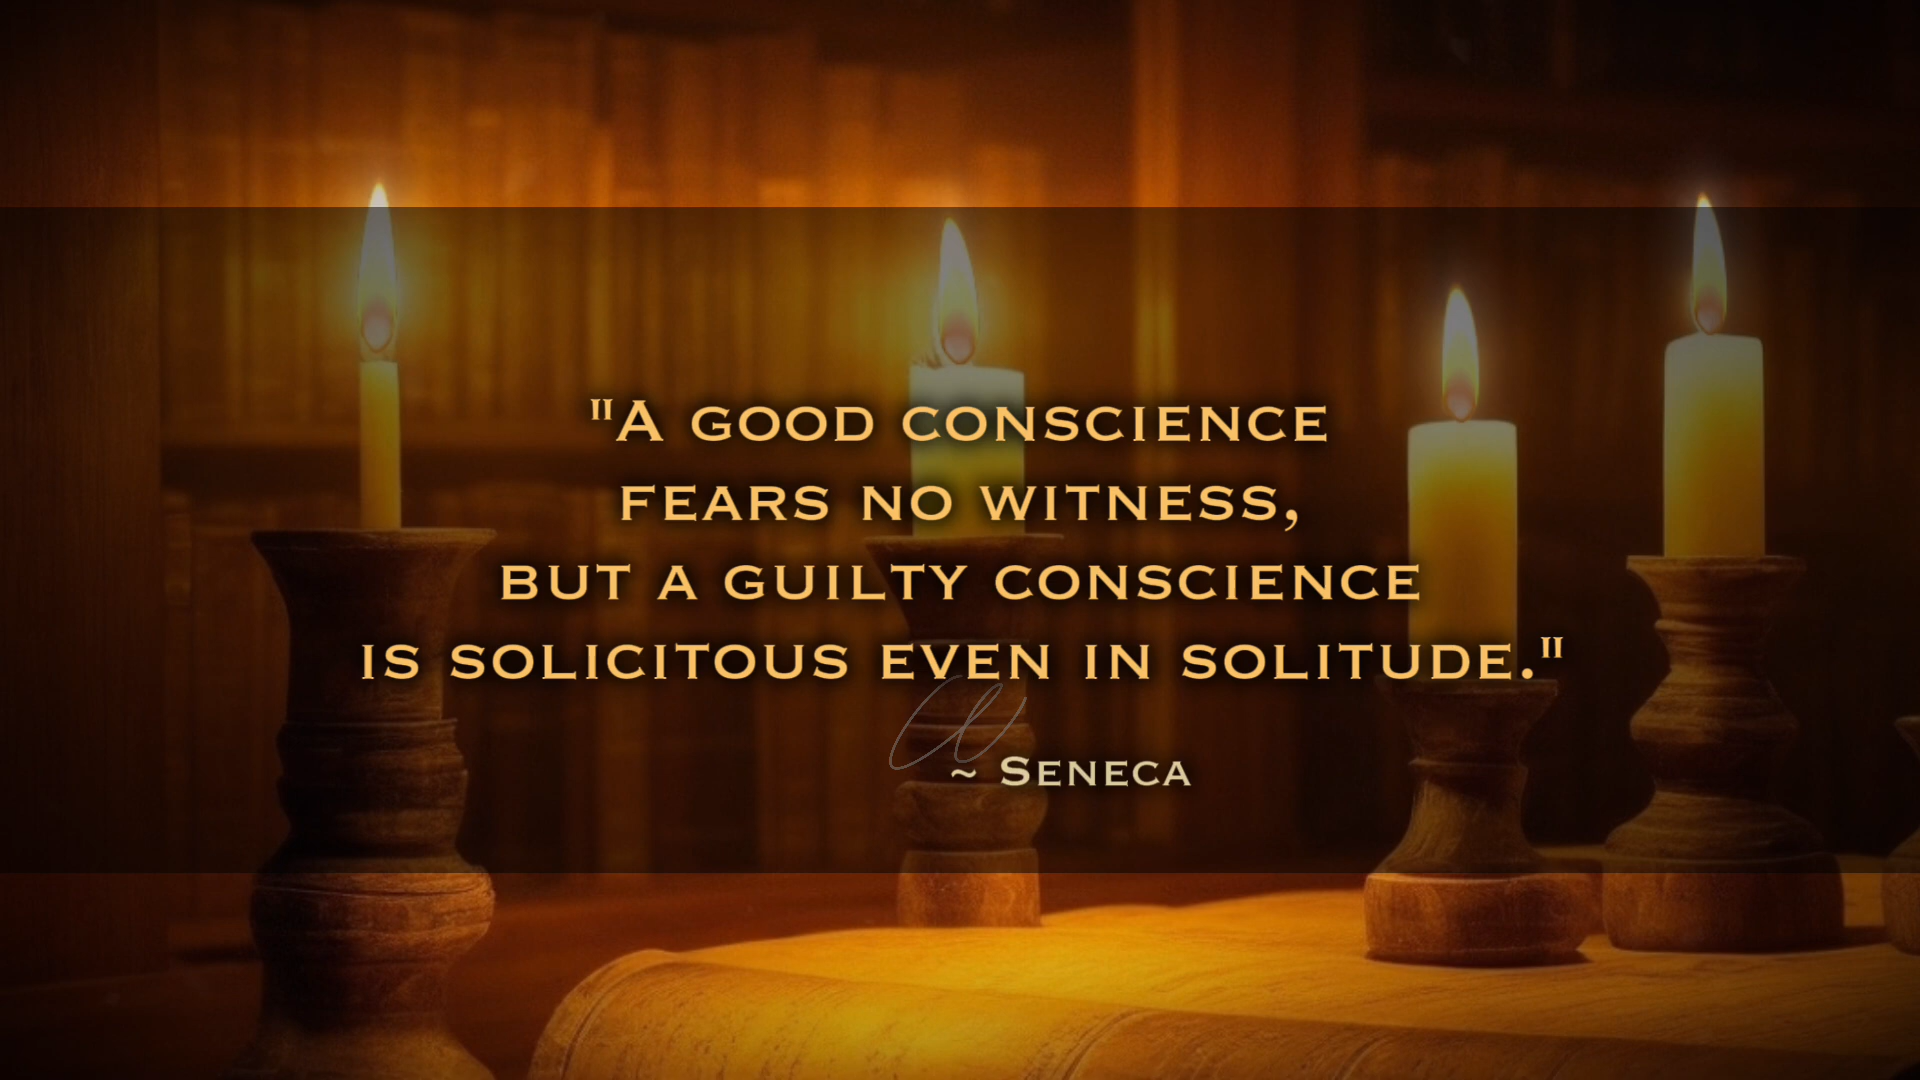 "A GOOD CONSCIENCE
FEARS NO WITNESS,
BUT A GUILTY CONSCIENCE
IS SOLICITOUS EVEN IN SOLITUDE."
~ SENECA